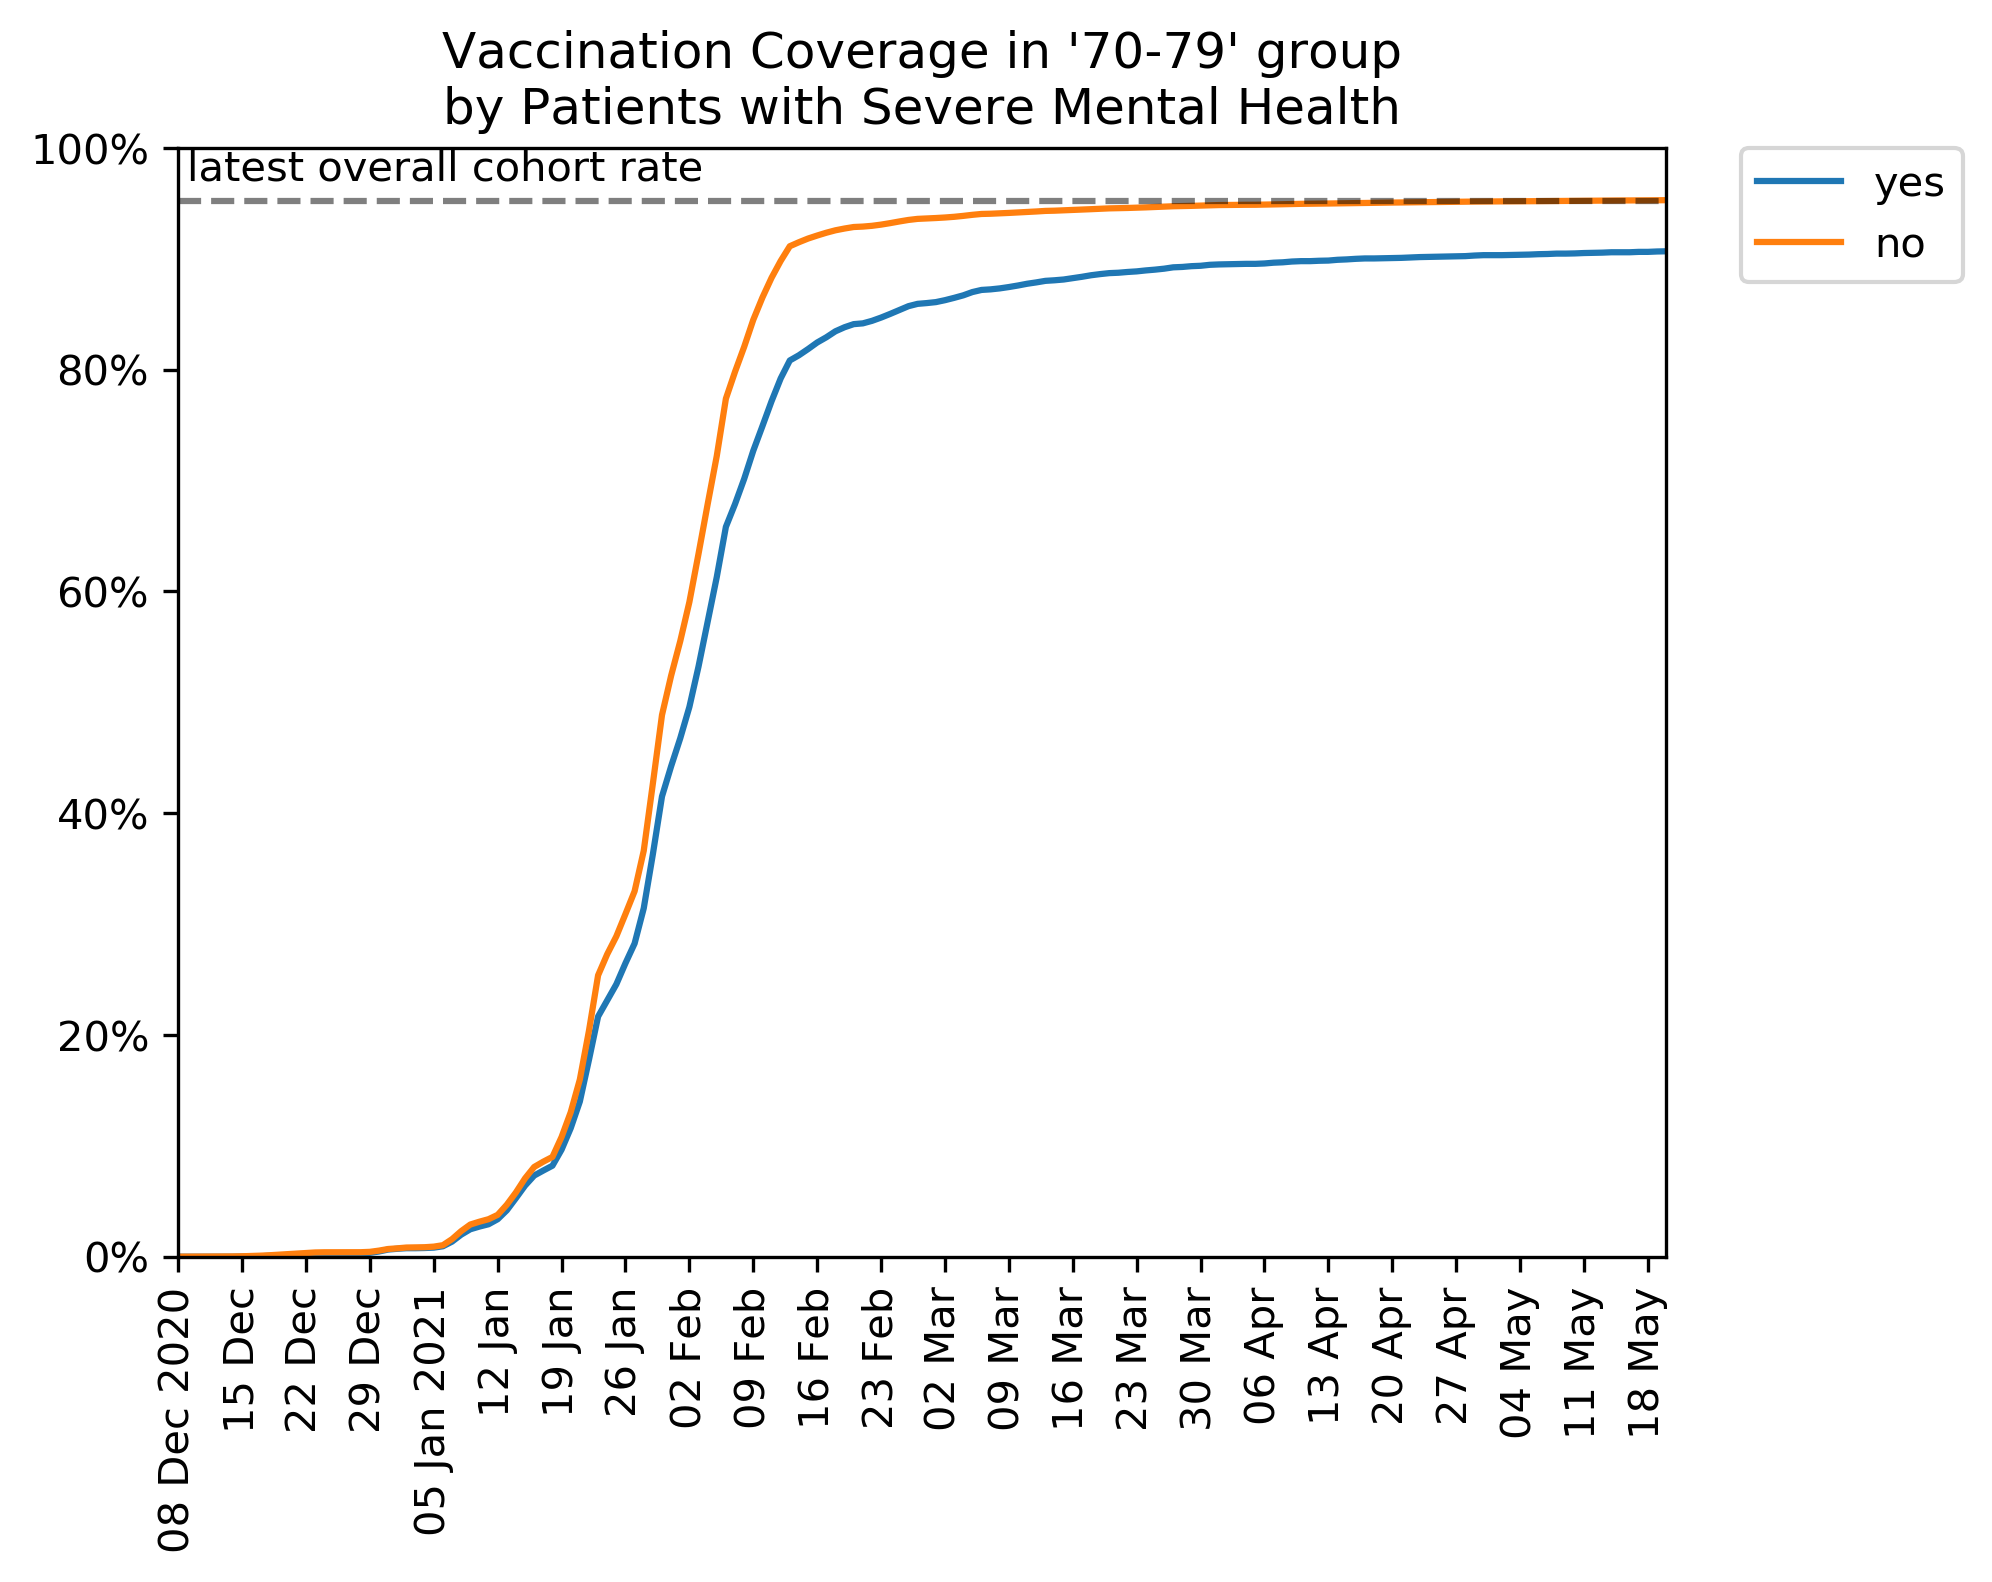 Vaccination Coverage in '70-79' group
by Patients with Severe Mental Health
100%
80%
60%
40%
20%
0%
latest overall cohort rate
yes
no
08 Dec 2020
15 Dec
22 Dec
29 Dec
05 Jan 2021
12 Jan
19 Jan
26 Jan
02 Feb
09 Feb
16 Feb
23 Feb
02 Mar
09 Mar
16 Mar
23 Mar
30 Mar
06 Apr
13 Apr
20 Apr
27 Apr
04 May
11 May
18 May